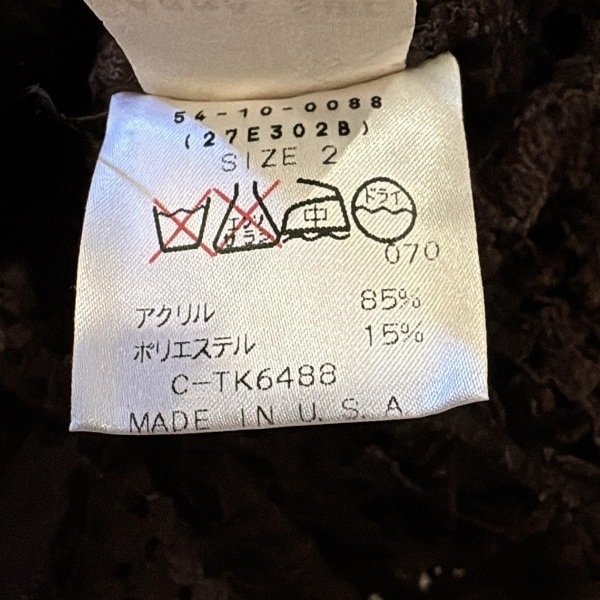 54-10-0088
(27E302B)
SIZE 2
エンソ
サラシ
中
ドライ
070
アクリル 85%
ポリエステル 15%
C-TK6488
MADE IN U.S.A.